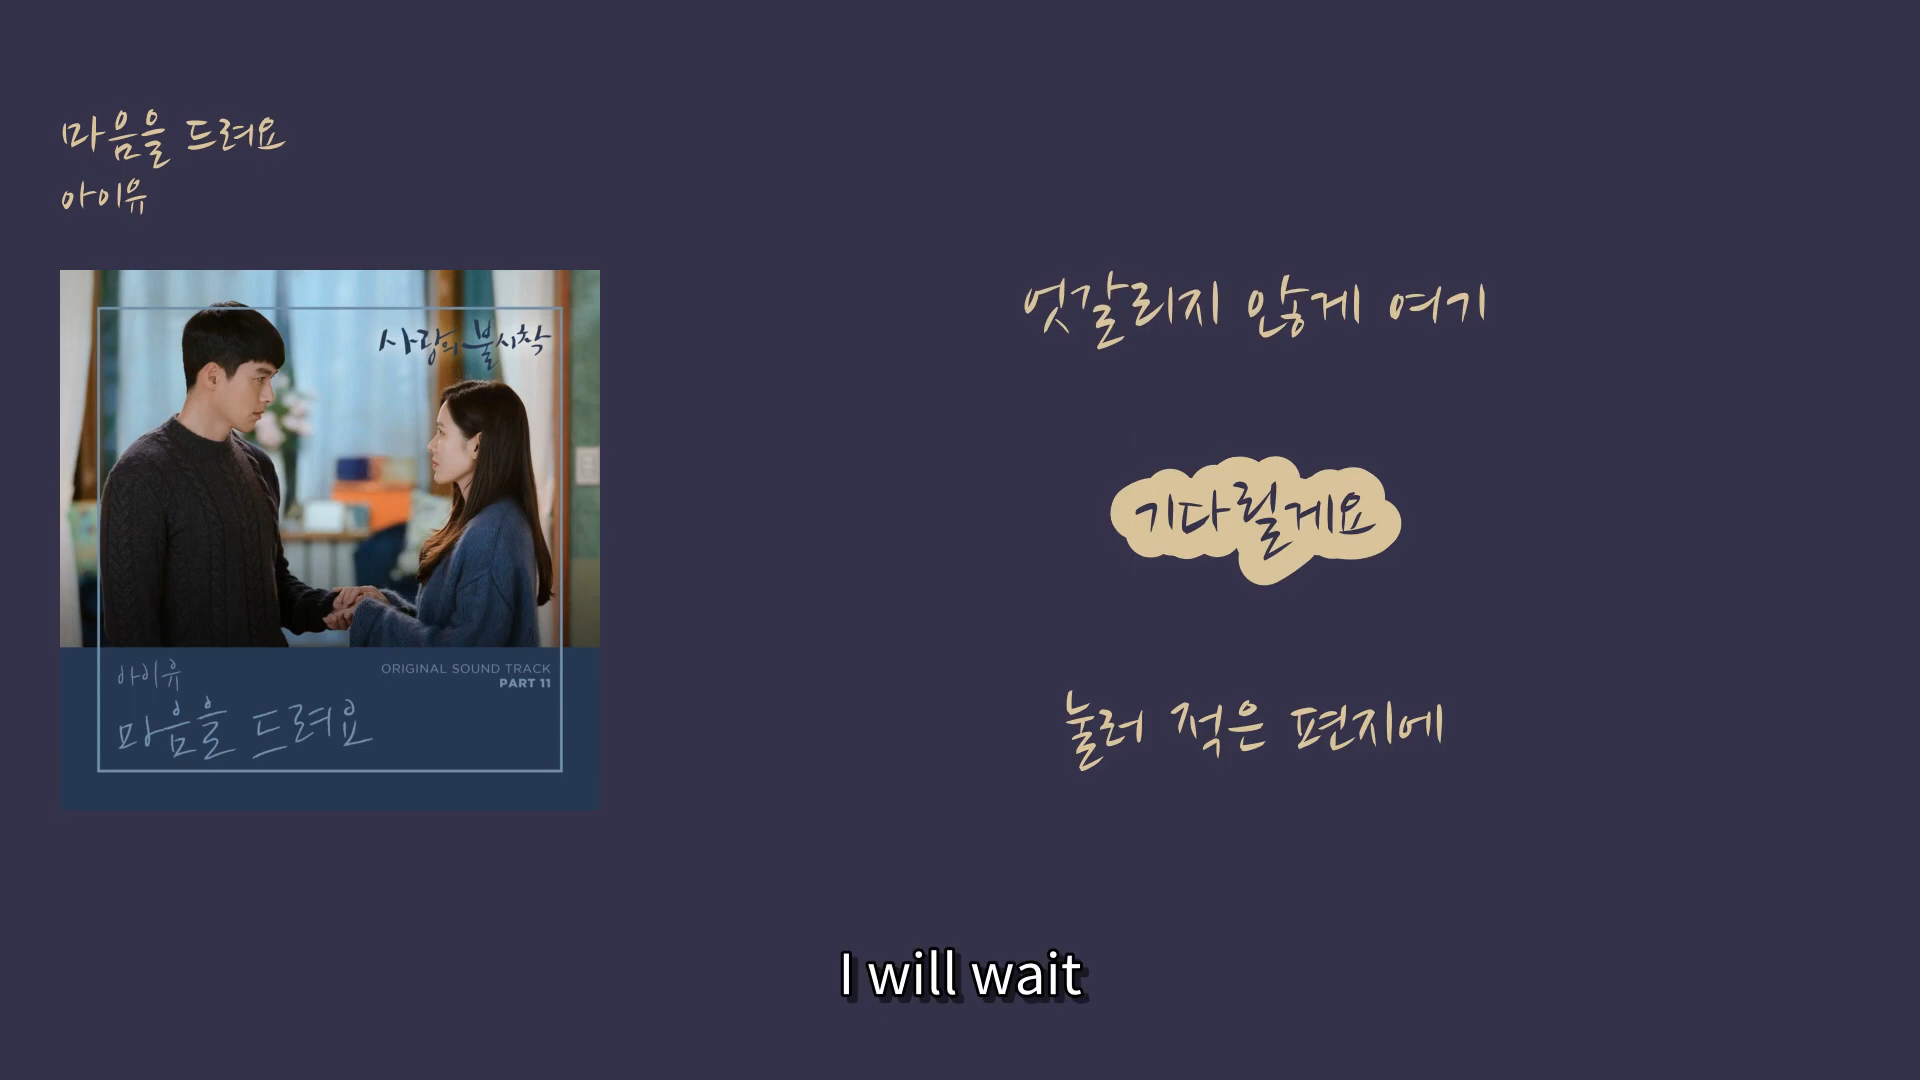 마음을 드려요
아이유
사랑의 불시착
아이유
ORIGINAL SOUND TRACK
PART 11
마음을 드려요
엇갈리지 않게 여기
기다릴게요
눌러 적은 편지에
I will wait